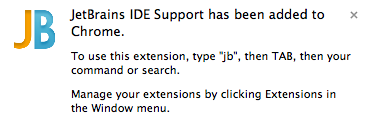 JB
JetBrains IDE Support has been added to
Chrome.
To use this extension, type "jb", then TAB, then your
command or search.
Manage your extensions by clicking Extensions in
the Window menu.